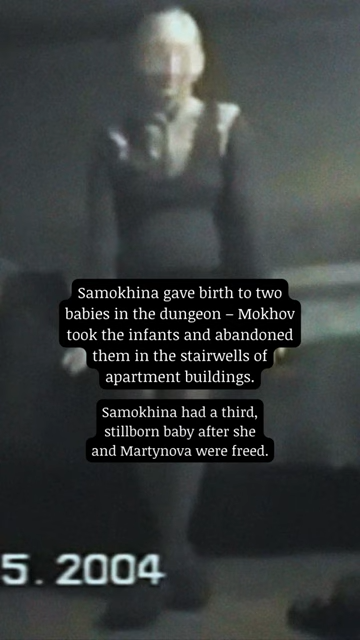 Samokhina gave birth to two
babies in the dungeon – Mokhov
took the infants and abandoned
them in the stairwells of
apartment buildings.
Samokhina had a third,
stillborn baby after she
and Martynova were freed.
5. 2004